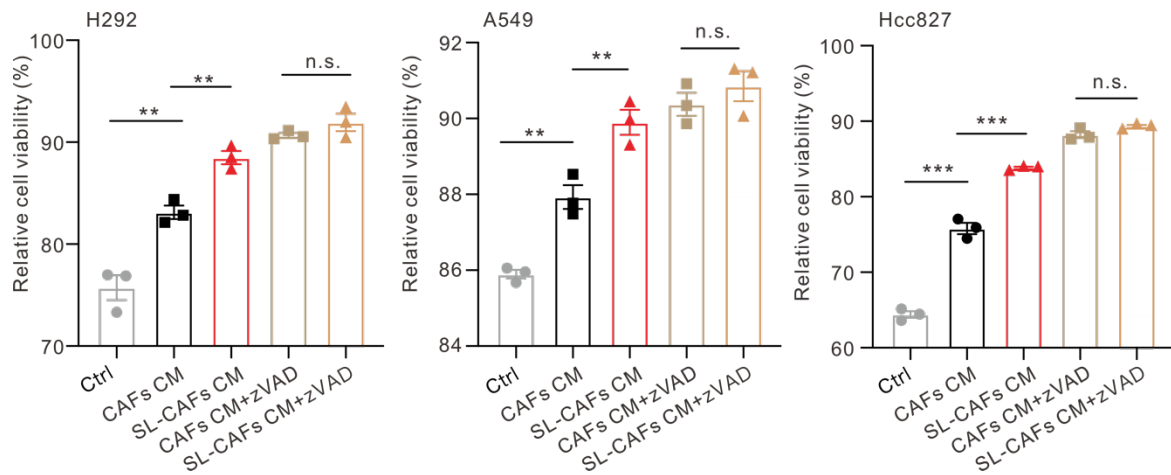 H292
Relative cell viability (%)
100
90
80
70
**
**
n.s.
Ctrl
CAFs CM
SL-CAFs CM
CAFs CM+zVAD
SL-CAFs CM+zVAD
A549
Relative cell viability (%)
92
90
88
86
84
**
**
n.s.
Ctrl
CAFs CM
SL-CAFs CM
CAFs CM+zVAD
SL-CAFs CM+zVAD
Hcc827
Relative cell viability (%)
100
90
80
70
60
***
***
n.s.
Ctrl
CAFs CM
SL-CAFs CM
CAFs CM+zVAD
SL-CAFs CM+zVAD